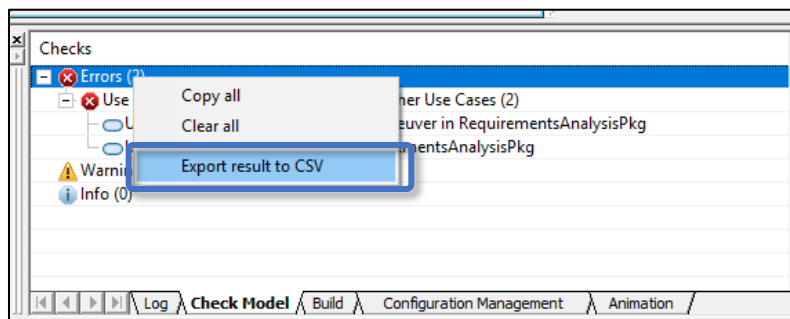 Checks
Errors (2)
Use
Copy all
her Use Cases (2)
Clear all
euver in RequirementsAnalysisPkg
Export result to CSV
mentsAnalysisPkg
Warnin
Info (0)
Log Check Model Build Configuration Management Animation